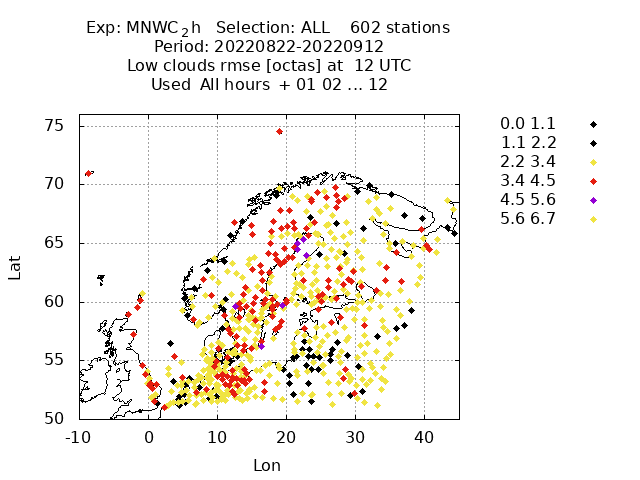 Exp: MNWC2h Selection: ALL 602 stations
Period: 20220822-20220912
Low clouds rmse [octas] at 12 UTC
Used All hours + 01 02 ... 12
75
70
65
60
55
50
Lat
-10 0 10 20 30 40
Lon
0.0 1.1
1.1 2.2
2.2 3.4
3.4 4.5
4.5 5.6
5.6 6.7